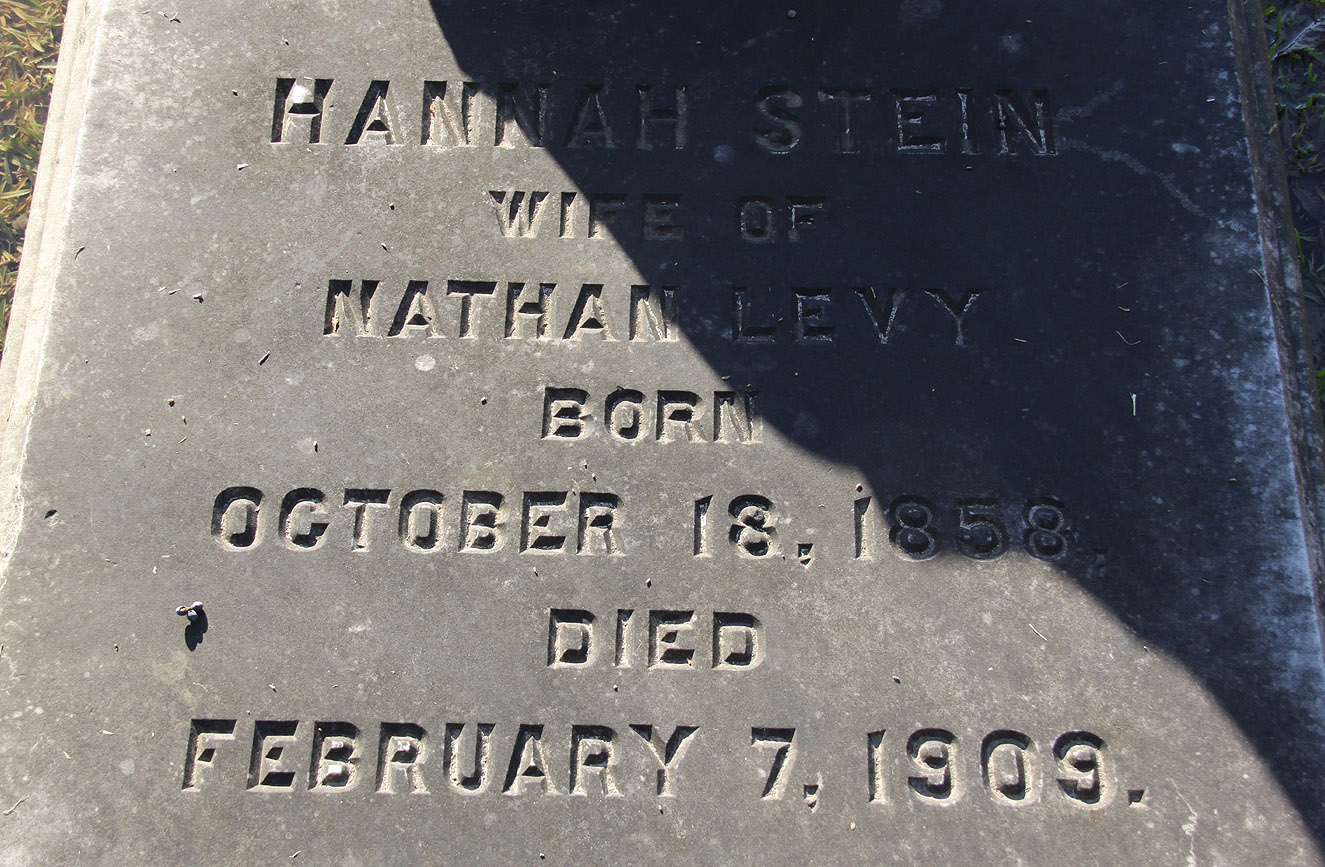 HANNAH STEIN
WIFE OF
NATHAN LEVY
BORN
OCTOBER 18, 1858.
DIED
FEBRUARY 7, 1909.